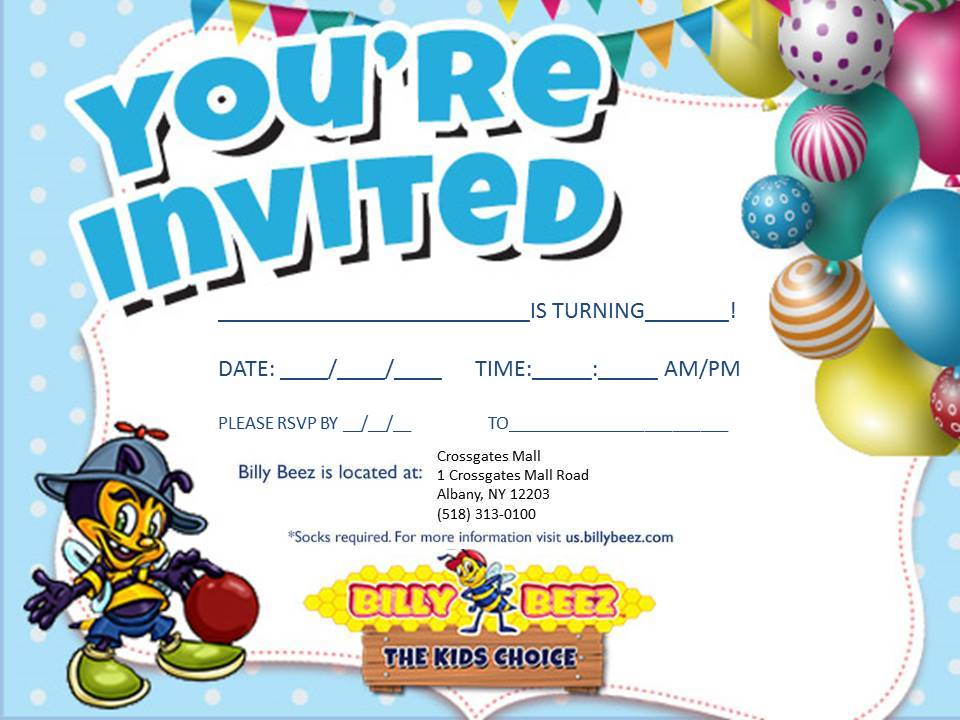 YOU'RE
INVITED
__________________________IS TURNING_______!
DATE: ____/____/____ TIME:_____:_____ AM/PM
PLEASE RSVP BY __/__/__ TO__________________________
Billy Beez is located at:
Crossgates Mall
1 Crossgates Mall Road
Albany, NY 12203
(518) 313-0100
*Socks required. For more information visit us.billybeez.com
BILLY BEEZ
THE KIDS CHOICE